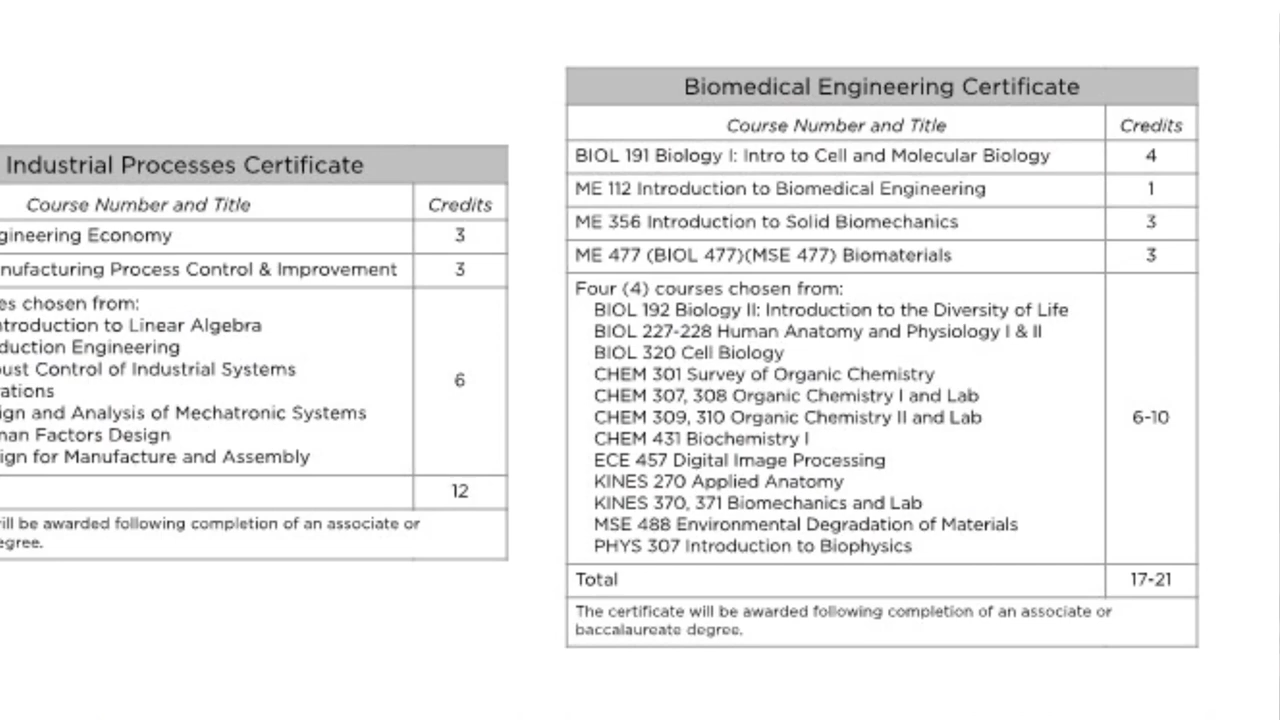 Industrial Processes Certificate
Course Number and Title Credits
gineering Economy 3
nufacturing Process Control & Improvement 3
es chosen from:
ntroduction to Linear Algebra
duction Engineering
oust Control of Industrial Systems
ations
ign and Analysis of Mechatronic Systems
man Factors Design
ign for Manufacture and Assembly
6
12
ill be awarded following completion of an associate or
egree.
Biomedical Engineering Certificate
Course Number and Title Credits
BIOL 191 Biology I: Intro to Cell and Molecular Biology 4
ME 112 Introduction to Biomedical Engineering 1
ME 356 Introduction to Solid Biomechanics 3
ME 477 (BIOL 477)(MSE 477) Biomaterials 3
Four (4) courses chosen from:
BIOL 192 Biology II: Introduction to the Diversity of Life
BIOL 227-228 Human Anatomy and Physiology I & II
BIOL 320 Cell Biology
CHEM 301 Survey of Organic Chemistry
CHEM 307, 308 Organic Chemistry I and Lab
CHEM 309, 310 Organic Chemistry II and Lab
CHEM 431 Biochemistry I
ECE 457 Digital Image Processing
KINES 270 Applied Anatomy
KINES 370, 371 Biomechanics and Lab
MSE 488 Environmental Degradation of Materials
PHYS 307 Introduction to Biophysics
6-10
Total 17-21
The certificate will be awarded following completion of an associate or
baccalaureate degree.